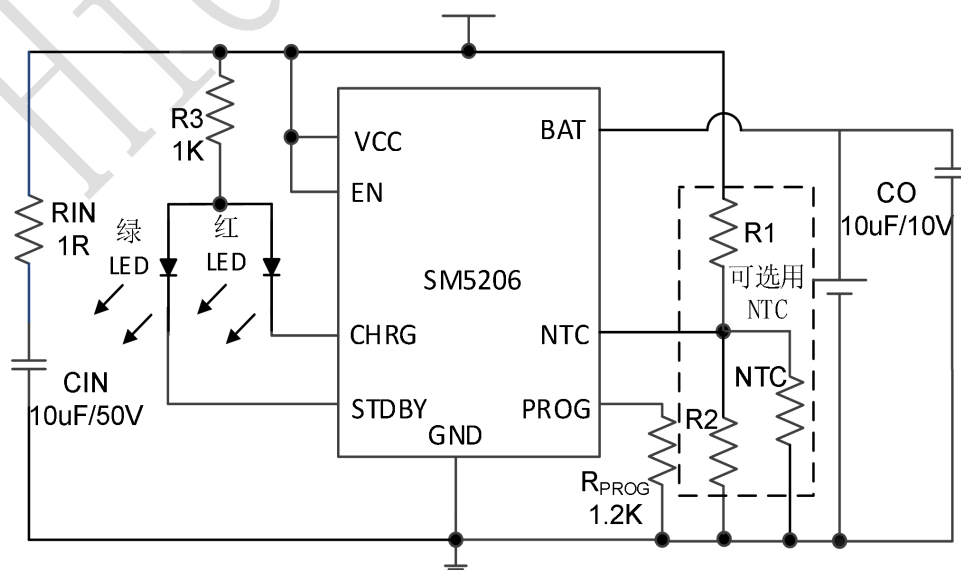 R3
1K
VCC
EN
BAT
CO
10uF/10V
RIN
1R
绿
LED
红
LED
SM5206
R1
可选用
NTC
CHRG
NTC
NTC
CIN
10uF/50V
STDBY
PROG
R2
GND
RPROG
1.2K